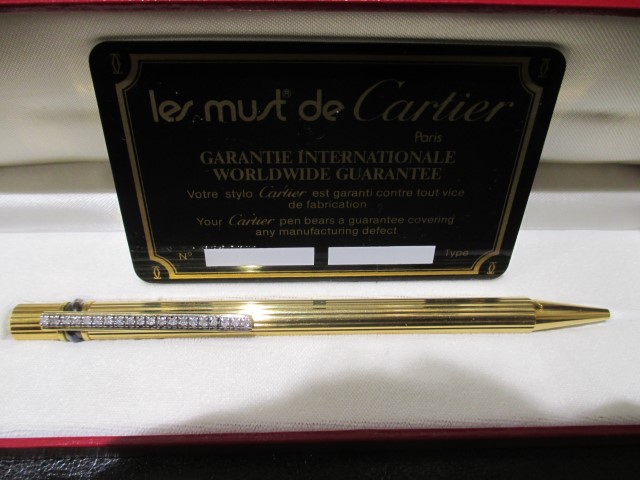 les must® de Cartier
Paris
GARANTIE INTERNATIONALE
WORLDWIDE GUARANTEE
Votre stylo Cartier est garanti contre tout vice
de fabrication
Your Cartier pen bears a guarantee covering
any manufacturing defect
Nº Type